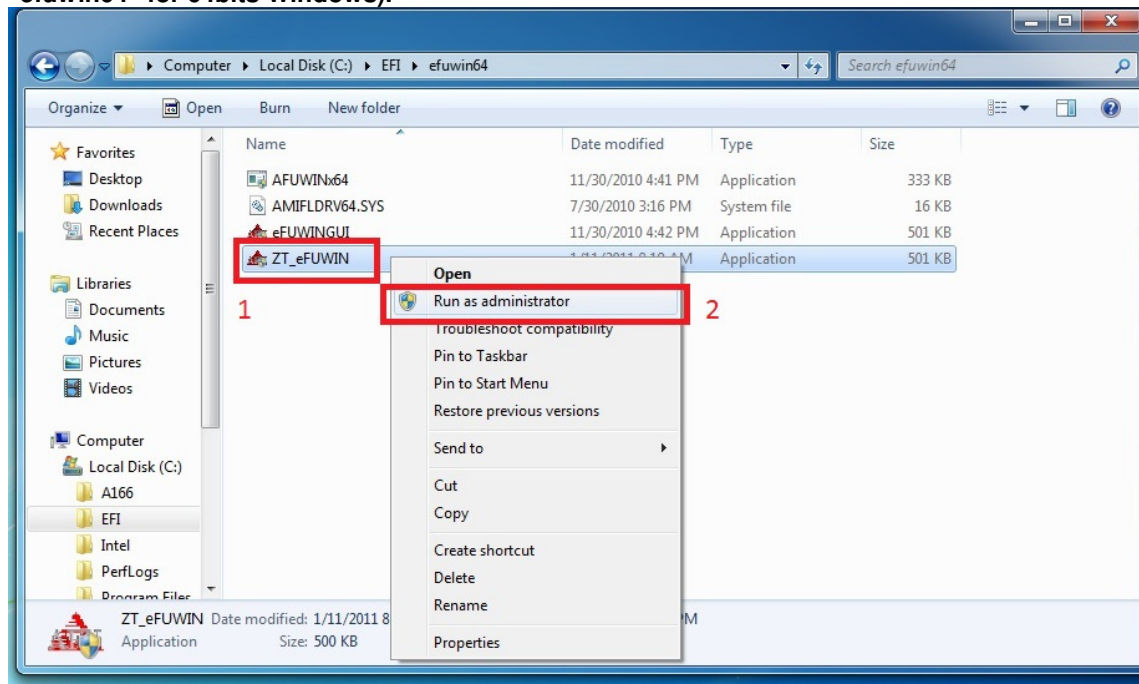 Computer ▸ Local Disk (C:) ▸ EFI ▸ efuwin64
Search efuwin64
Organize Open Burn New folder
Favorites
Desktop
Downloads
Recent Places
Libraries
Documents
Music
Pictures
Videos
Computer
Local Disk (C:)
A166
EFI
Intel
PerfLogs
Program Files
Name Date modified Type Size
AFUWINx64 11/30/2010 4:41 PM Application 333 KB
AMIFLDRV64.SYS 7/30/2010 3:16 PM System file 16 KB
eFUWINGUI 11/30/2010 4:42 PM Application 501 KB
ZT_eFUWIN Application 501 KB
1
2
Open
Run as administrator
Troubleshoot compatibility
Pin to Taskbar
Pin to Start Menu
Restore previous versions
Send to
Cut
Copy
Create shortcut
Delete
Rename
Properties
ZT_eFUWIN Date modified: 1/11/2011 8 M
Application Size: 500 KB